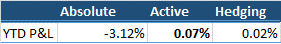 Absolute Active Hedging
YTD P&L -3.12% 0.07% 0.02%